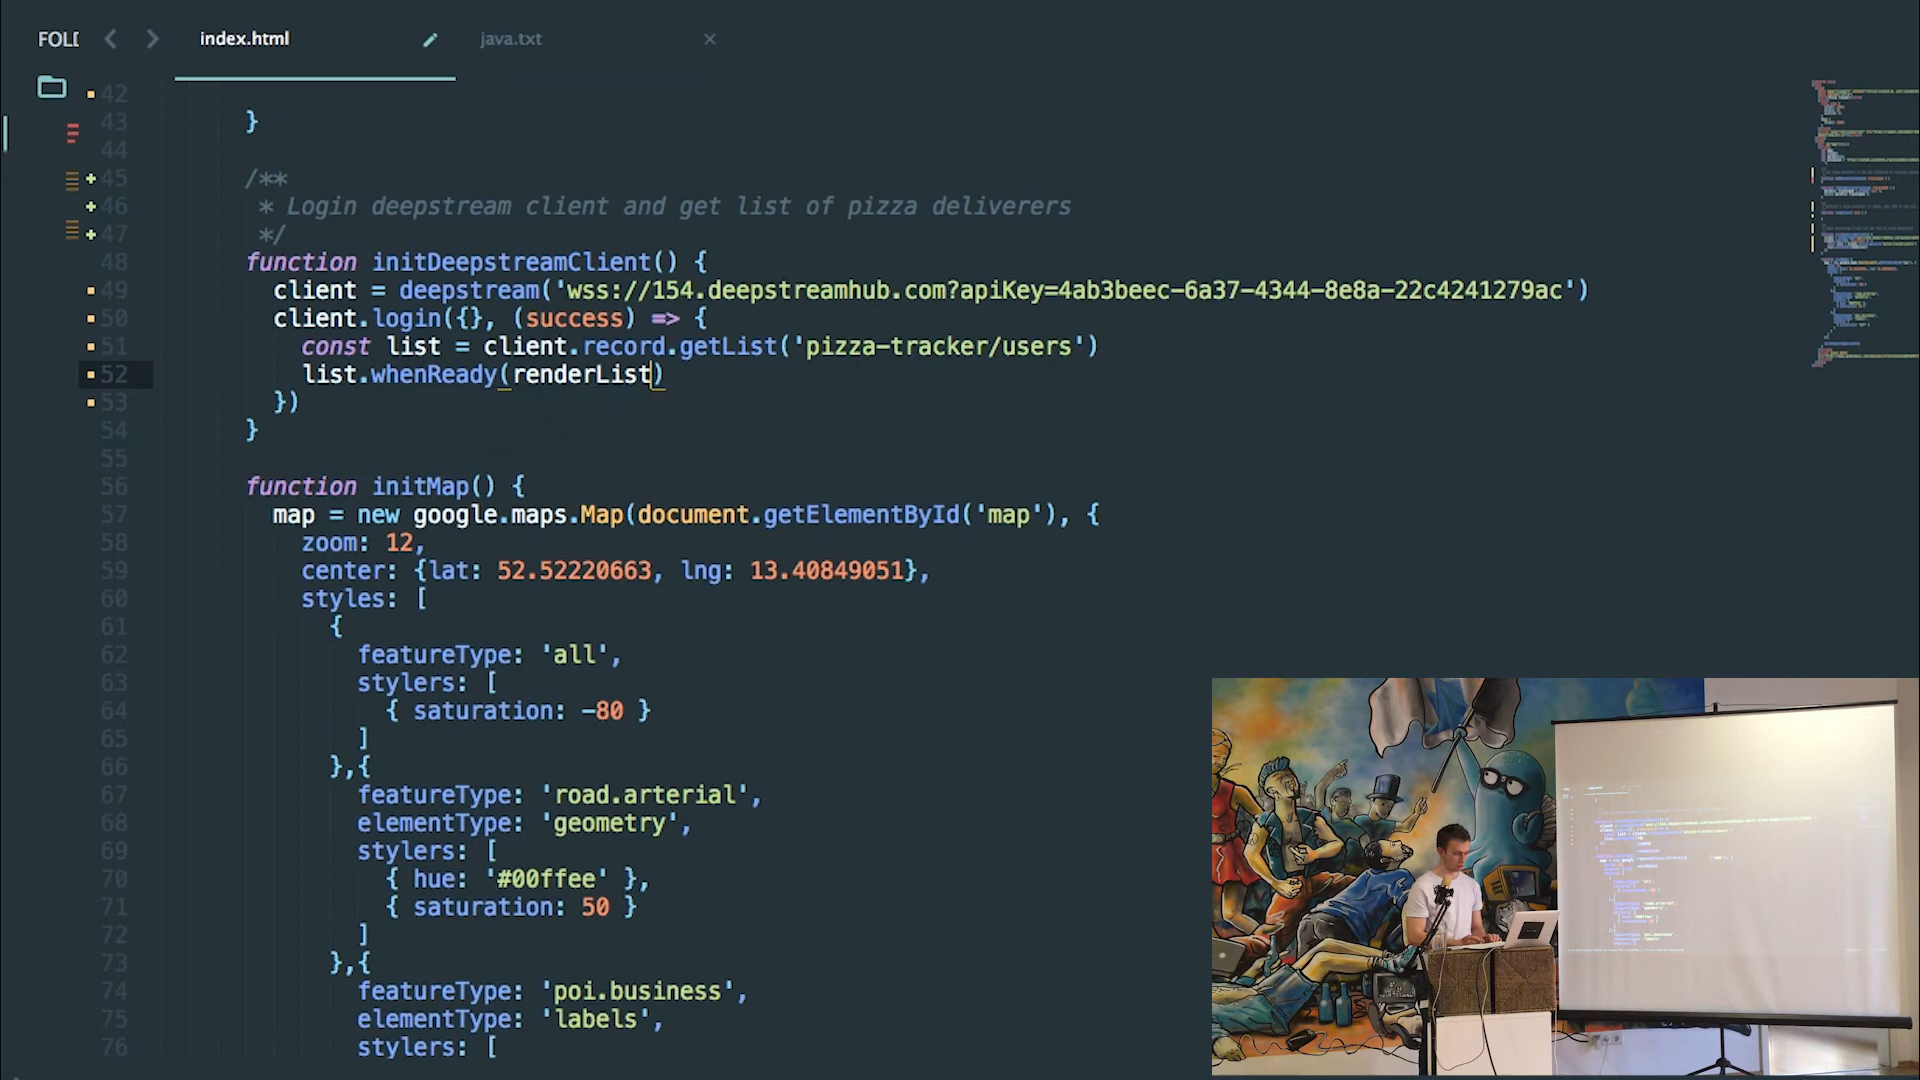 FOLD
index.html
java.txt
42
43 }
44
45 /**
46 * Login deepstream client and get list of pizza deliverers
47 */
48 function initDeepstreamClient() {
49 client = deepstream('wss://154.deepstreamhub.com?apiKey=4ab3beec-6a37-4344-8e8a-22c4241279ac')
50 client.login({}, (success) => {
51 const list = client.record.getList('pizza-tracker/users')
52 list.whenReady(renderList)
53 })
54 }
55
56 function initMap() {
57 map = new google.maps.Map(document.getElementById('map'), {
58 zoom: 12,
59 center: {lat: 52.52220663, lng: 13.40849051},
60 styles: [
61 {
62 featureType: 'all',
63 stylers: [
64 { saturation: -80 }
65 ]
66 },{
67 featureType: 'road.arterial',
68 elementType: 'geometry',
69 stylers: [
70 { hue: '#00ffee' },
71 { saturation: 50 }
72 ]
73 },{
74 featureType: 'poi.business',
75 elementType: 'labels',
76 stylers: [